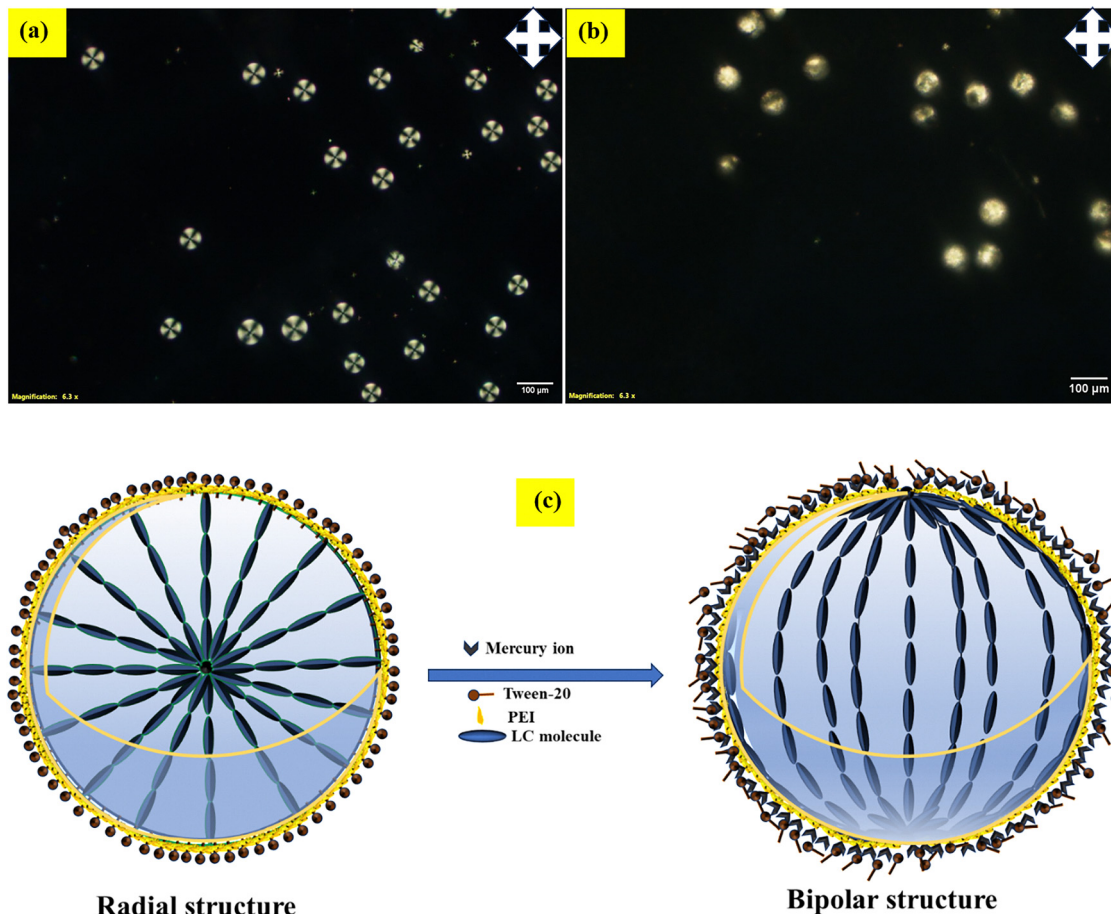 (a)
(b)
Magnification: 6.3 x
100 µm
Magnification: 6.3 x
100 µm
(c)
Mercury ion
Tween-20
PEI
LC molecule
Radial structure
Bipolar structure